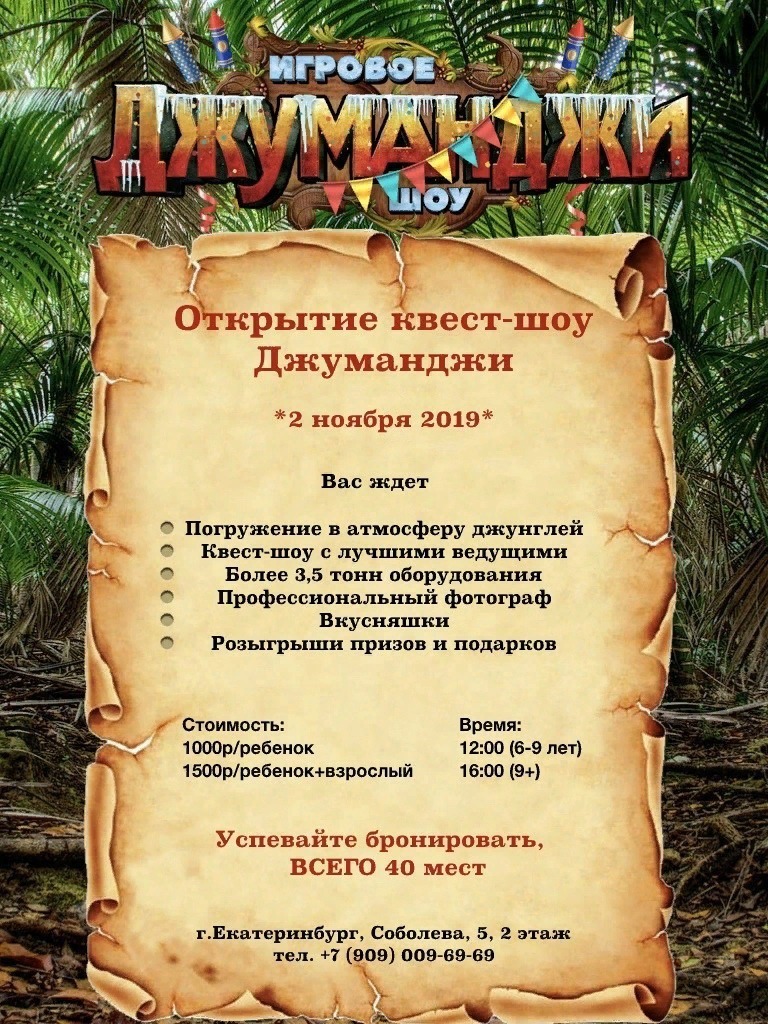 ИГРОВОЕ
ДЖУМАНДЖИ
ШОУ
Открытие квест-шоу
Джуманджи
*2 ноября 2019*
Вас ждет
Погружение в атмосферу джунглей
Квест-шоу с лучшими ведущими
Более 3,5 тонн оборудования
Профессиональный фотограф
Вкусняшки
Розыгрыши призов и подарков
Стоимость:
1000р/ребенок
1500р/ребенок+взрослый
Время:
12:00 (6-9 лет)
16:00 (9+)
Успевайте бронировать,
ВСЕГО 40 мест
г.Екатеринбург, Соболева, 5, 2 этаж
тел. +7 (909) 009-69-69